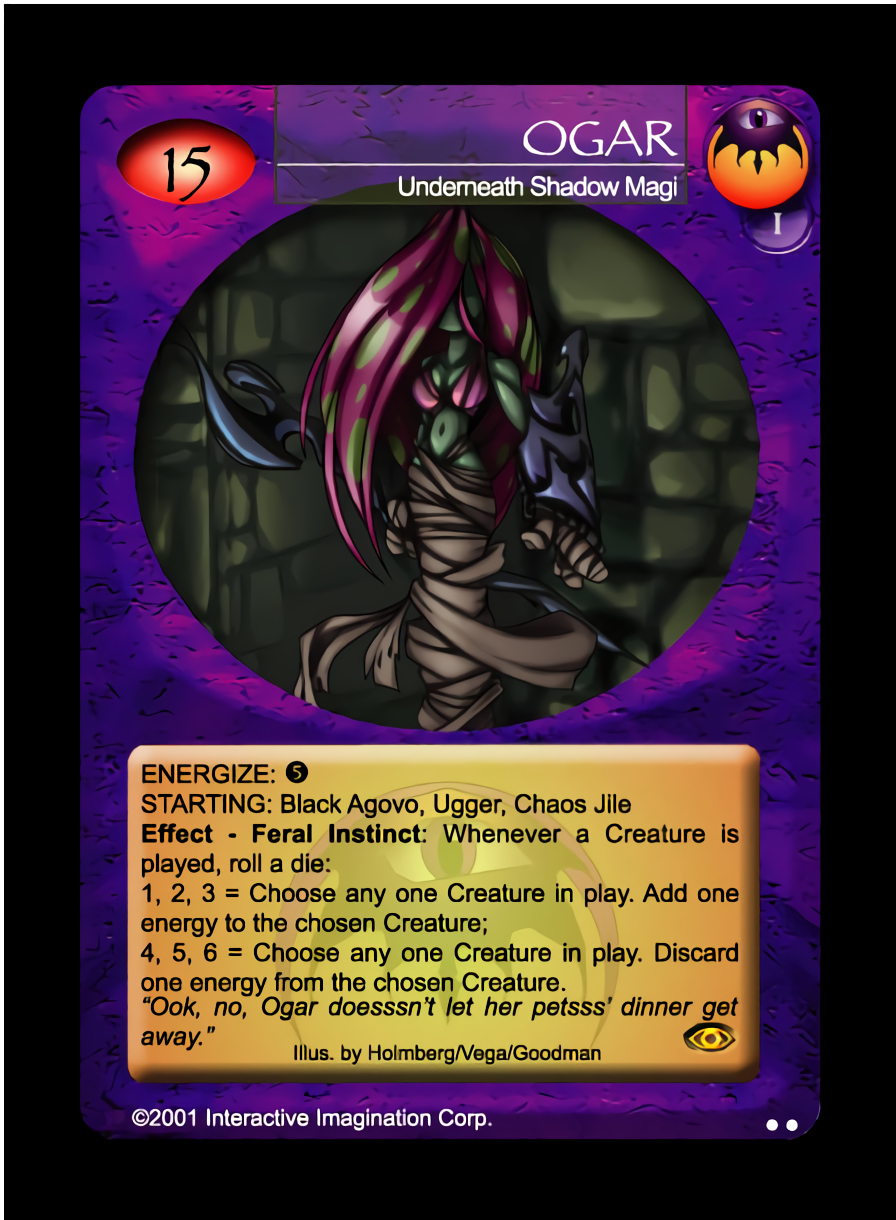 15
OGAR
Underneath Shadow Magi
I
ENERGIZE: 5
STARTING: Black Agovo, Ugger, Chaos Jile
Effect - Feral Instinct: Whenever a Creature is
played, roll a die:
1, 2, 3 = Choose any one Creature in play. Add one
energy to the chosen Creature;
4, 5, 6 = Choose any one Creature in play. Discard
one energy from the chosen Creature.
“Ook, no, Ogar doesssn't let her petsss' dinner get
away.”
Illus. by Holmberg/Vega/Goodman
©2001 Interactive Imagination Corp.